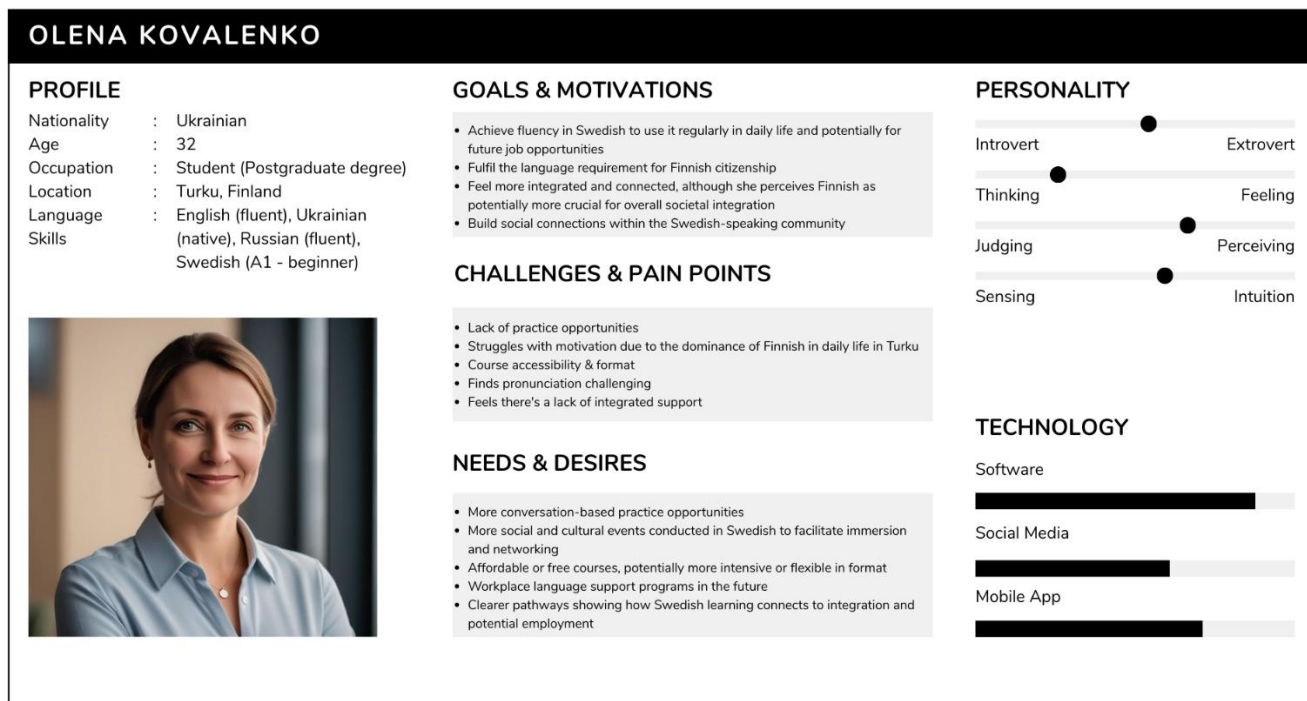 OLENA KOVALENKO
PROFILE
Nationality : Ukrainian
Age : 32
Occupation : Student (Postgraduate degree)
Location : Turku, Finland
Language : English (fluent), Ukrainian
Skills (native), Russian (fluent),
Swedish (A1 - beginner)
GOALS & MOTIVATIONS
• Achieve fluency in Swedish to use it regularly in daily life and potentially for
future job opportunities
• Fulfil the language requirement for Finnish citizenship
• Feel more integrated and connected, although she perceives Finnish as
potentially more crucial for overall societal integration
• Build social connections within the Swedish-speaking community
CHALLENGES & PAIN POINTS
• Lack of practice opportunities
• Struggles with motivation due to the dominance of Finnish in daily life in Turku
• Course accessibility & format
• Finds pronunciation challenging
• Feels there's a lack of integrated support
NEEDS & DESIRES
• More conversation-based practice opportunities
• More social and cultural events conducted in Swedish to facilitate immersion
and networking
• Affordable or free courses, potentially more intensive or flexible in format
• Workplace language support programs in the future
• Clearer pathways showing how Swedish learning connects to integration and
potential employment
PERSONALITY
Introvert Extrovert
Thinking Feeling
Judging Perceiving
Sensing Intuition
TECHNOLOGY
Software
Social Media
Mobile App